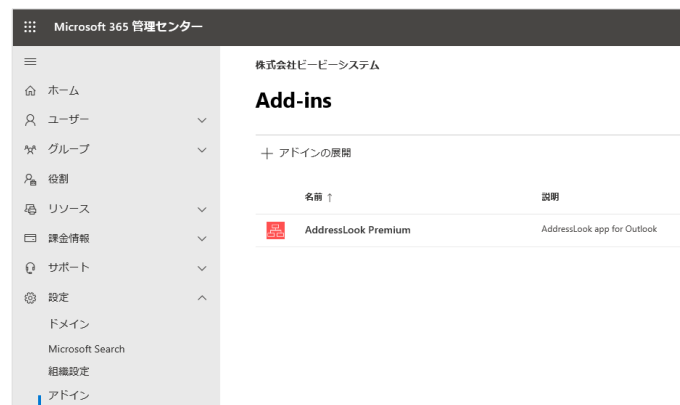 Microsoft 365 管理センター
株式会社ビービーシステム
ホーム
Add-ins
ユーザー
グループ
＋ アドインの展開
役割
名前 ↑ 説明
リソース
AddressLook Premium AddressLook app for Outlook
課金情報
サポート
設定
ドメイン
Microsoft Search
組織設定
アドイン